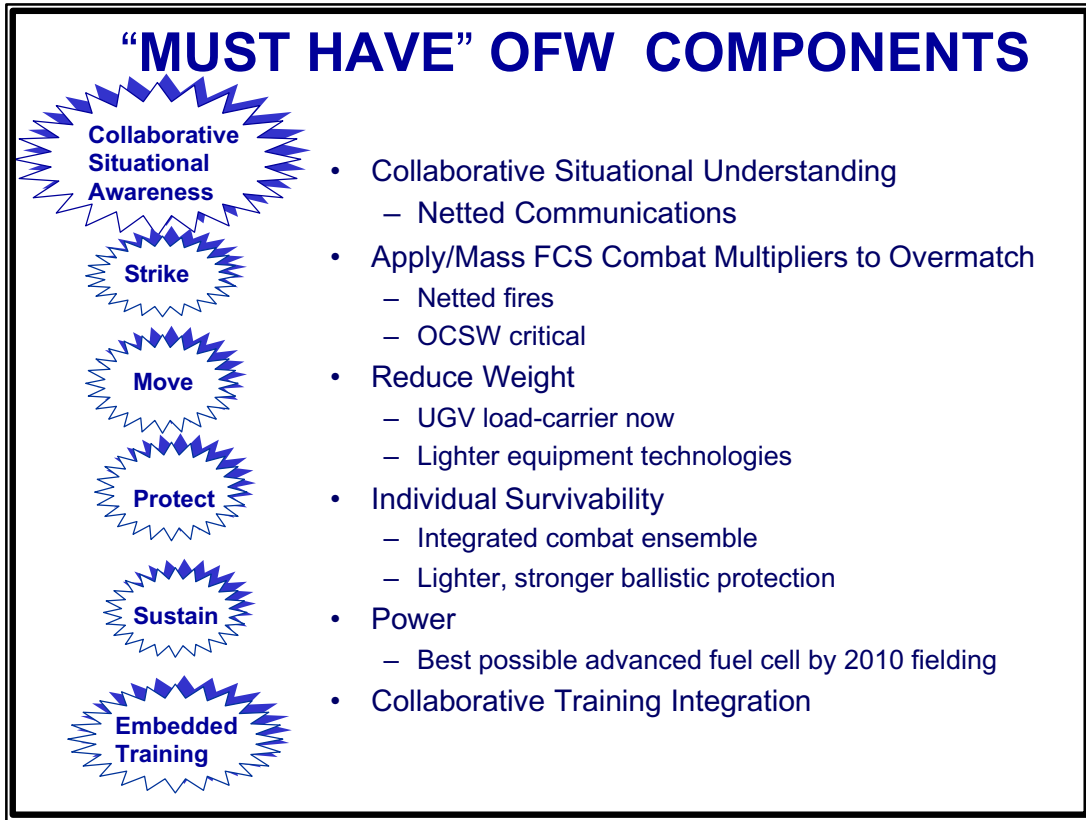 “MUST HAVE” OFW COMPONENTS
Collaborative
Situational
Awareness
Strike
Move
Protect
Sustain
Embedded
Training
• Collaborative Situational Understanding
– Netted Communications
• Apply/Mass FCS Combat Multipliers to Overmatch
– Netted fires
– OCSW critical
• Reduce Weight
– UGV load-carrier now
– Lighter equipment technologies
• Individual Survivability
– Integrated combat ensemble
– Lighter, stronger ballistic protection
• Power
– Best possible advanced fuel cell by 2010 fielding
• Collaborative Training Integration